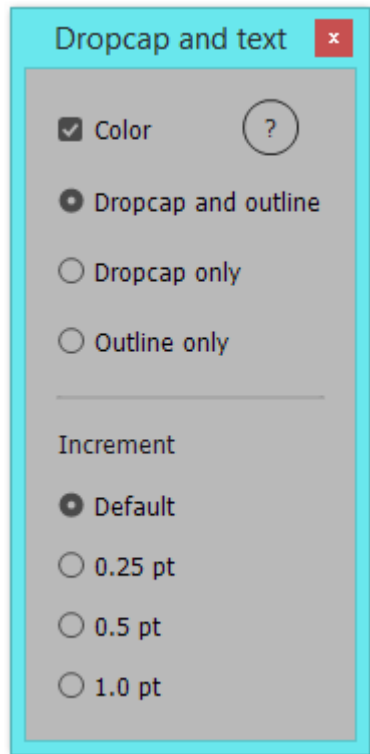 Dropcap and text
x
Color
?
Dropcap and outline
Dropcap only
Outline only
Increment
Default
0.25 pt
0.5 pt
1.0 pt